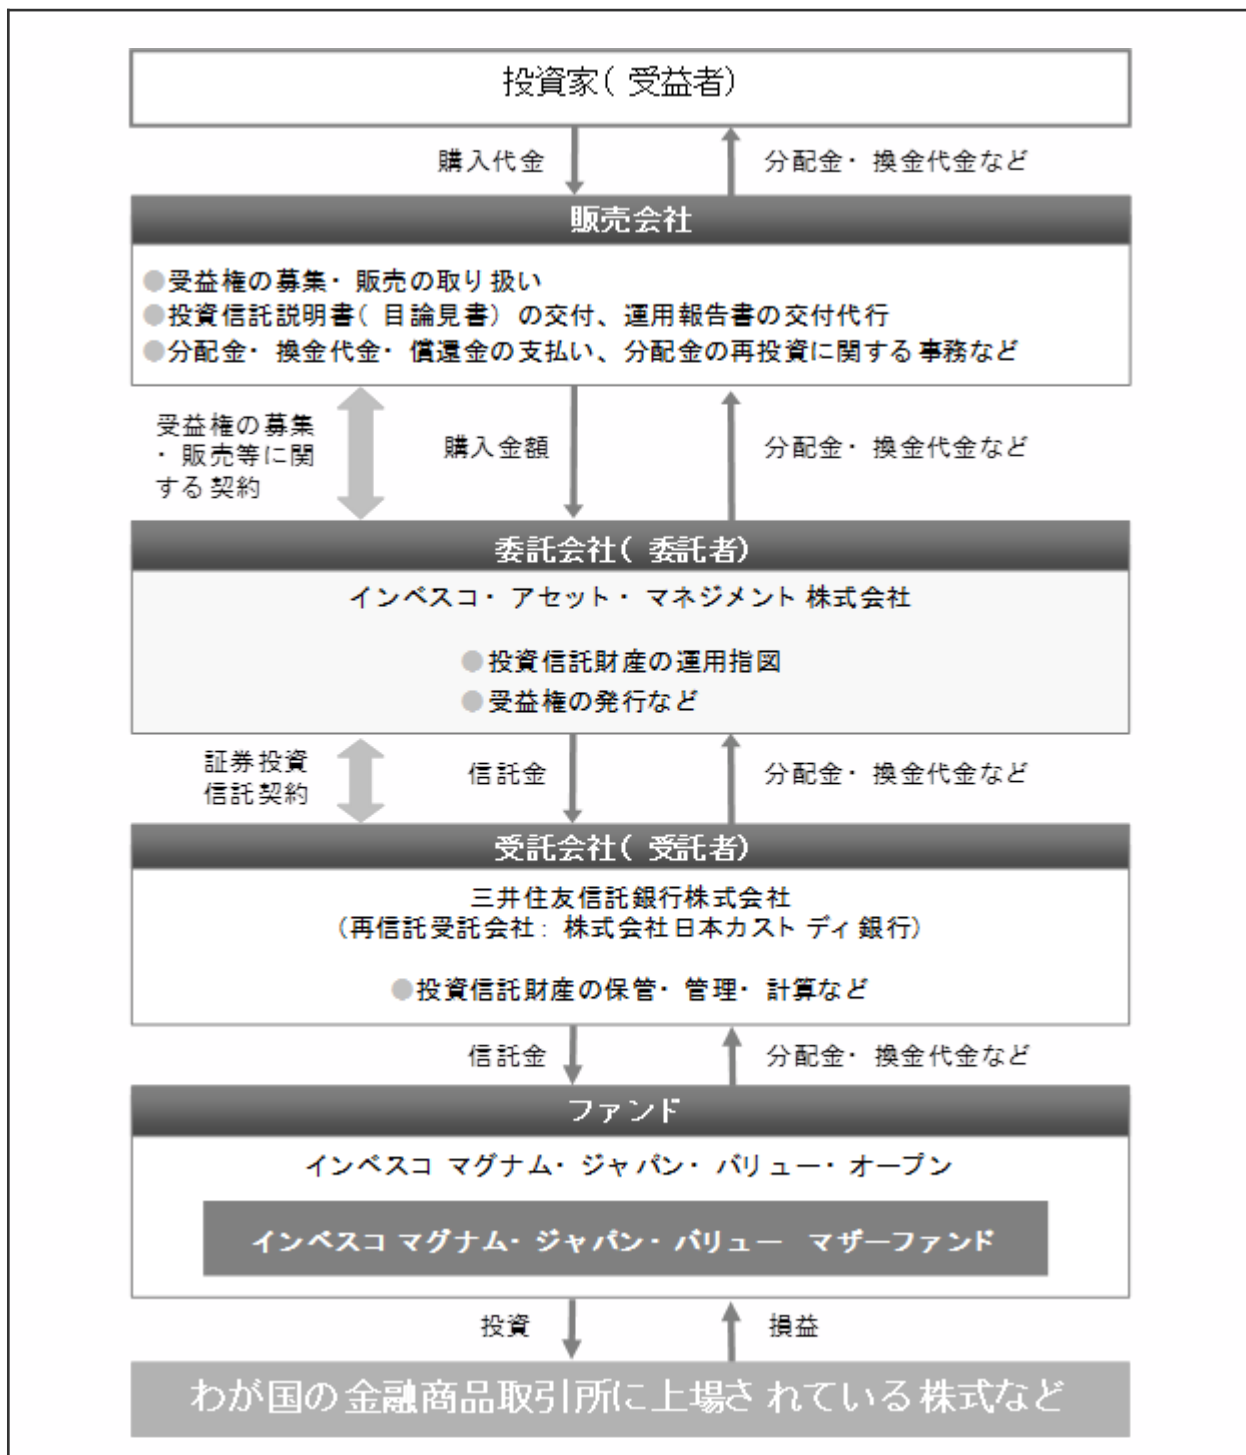 投資家(受益者)
購入代金
分配金・換金代金など
販売会社
●受益権の募集・販売の取り扱い
●投資信託説明書(目論見書)の交付、運用報告書の交付代行
●分配金・換金代金・償還金の支払い、分配金の再投資に関する事務など
受益権の募集
・販売等に関
する契約
購入金額
分配金・換金代金など
委託会社(委託者)
インベスコ・アセット・マネジメント株式会社
●投資信託財産の運用指図
●受益権の発行など
証券投資
信託契約
信託金
分配金・換金代金など
受託会社(受託者)
三井住友信託銀行株式会社
(再信託受託会社:株式会社日本カストディ銀行)
●投資信託財産の保管・管理・計算など
信託金
分配金・換金代金など
ファンド
インベスコ マグナム・ジャパン・バリュー・オープン
インベスコ マグナム・ジャパン・バリュー マザーファンド
投資
損益
わが国の金融商品取引所に上場されている株式など